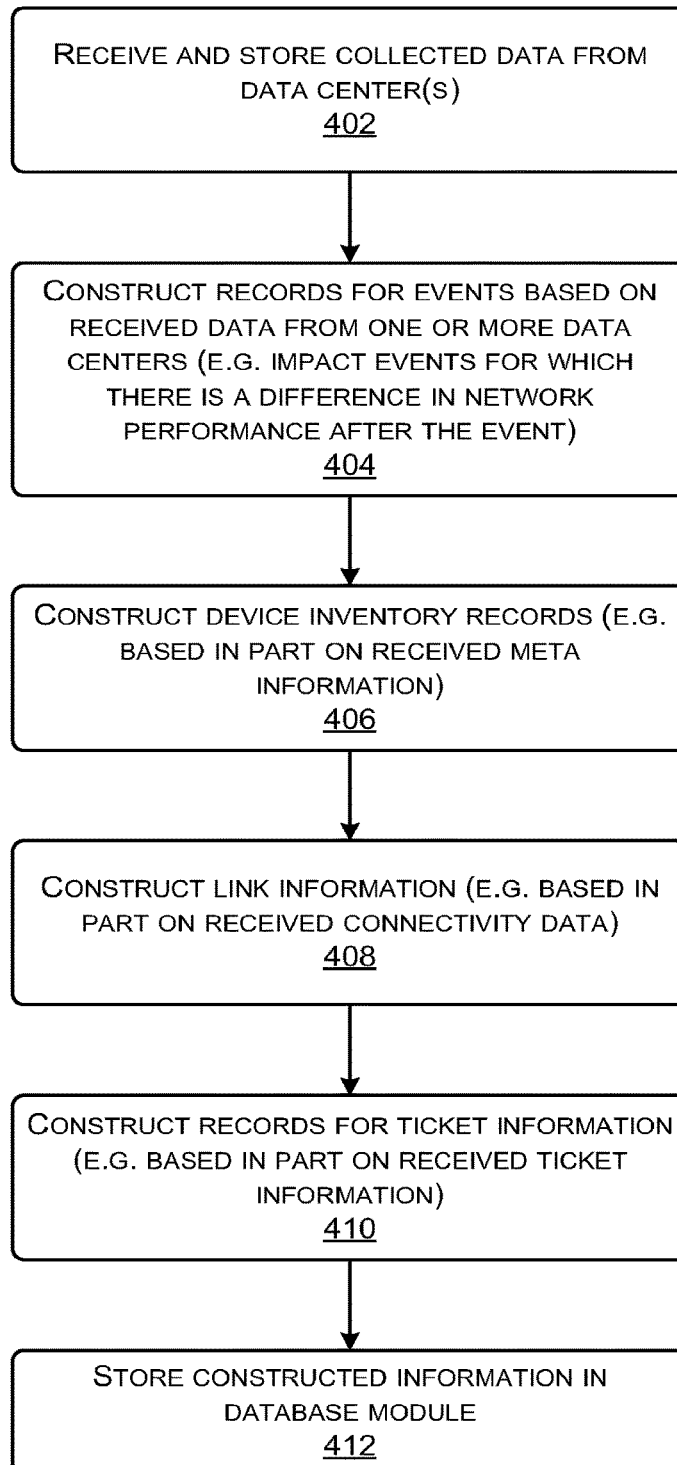 RECEIVE AND STORE COLLECTED DATA FROM
DATA CENTER(S)
402
CONSTRUCT RECORDS FOR EVENTS BASED ON
RECEIVED DATA FROM ONE OR MORE DATA
CENTERS (E.G. IMPACT EVENTS FOR WHICH
THERE IS A DIFFERENCE IN NETWORK
PERFORMANCE AFTER THE EVENT)
404
CONSTRUCT DEVICE INVENTORY RECORDS (E.G.
BASED IN PART ON RECEIVED META
INFORMATION)
406
CONSTRUCT LINK INFORMATION (E.G. BASED IN
PART ON RECEIVED CONNECTIVITY DATA)
408
CONSTRUCT RECORDS FOR TICKET INFORMATION
(E.G. BASED IN PART ON RECEIVED TICKET
INFORMATION)
410
STORE CONSTRUCTED INFORMATION IN
DATABASE MODULE
412